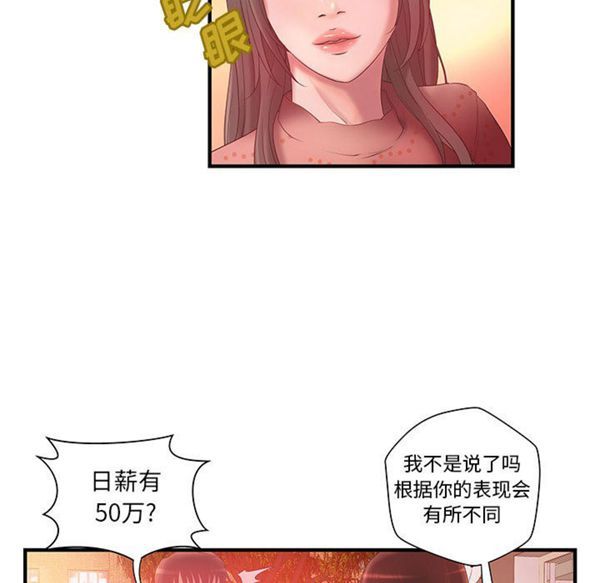 眨
眼
日薪有
50万?
我不是说了吗
根据你的表现会
有所不同